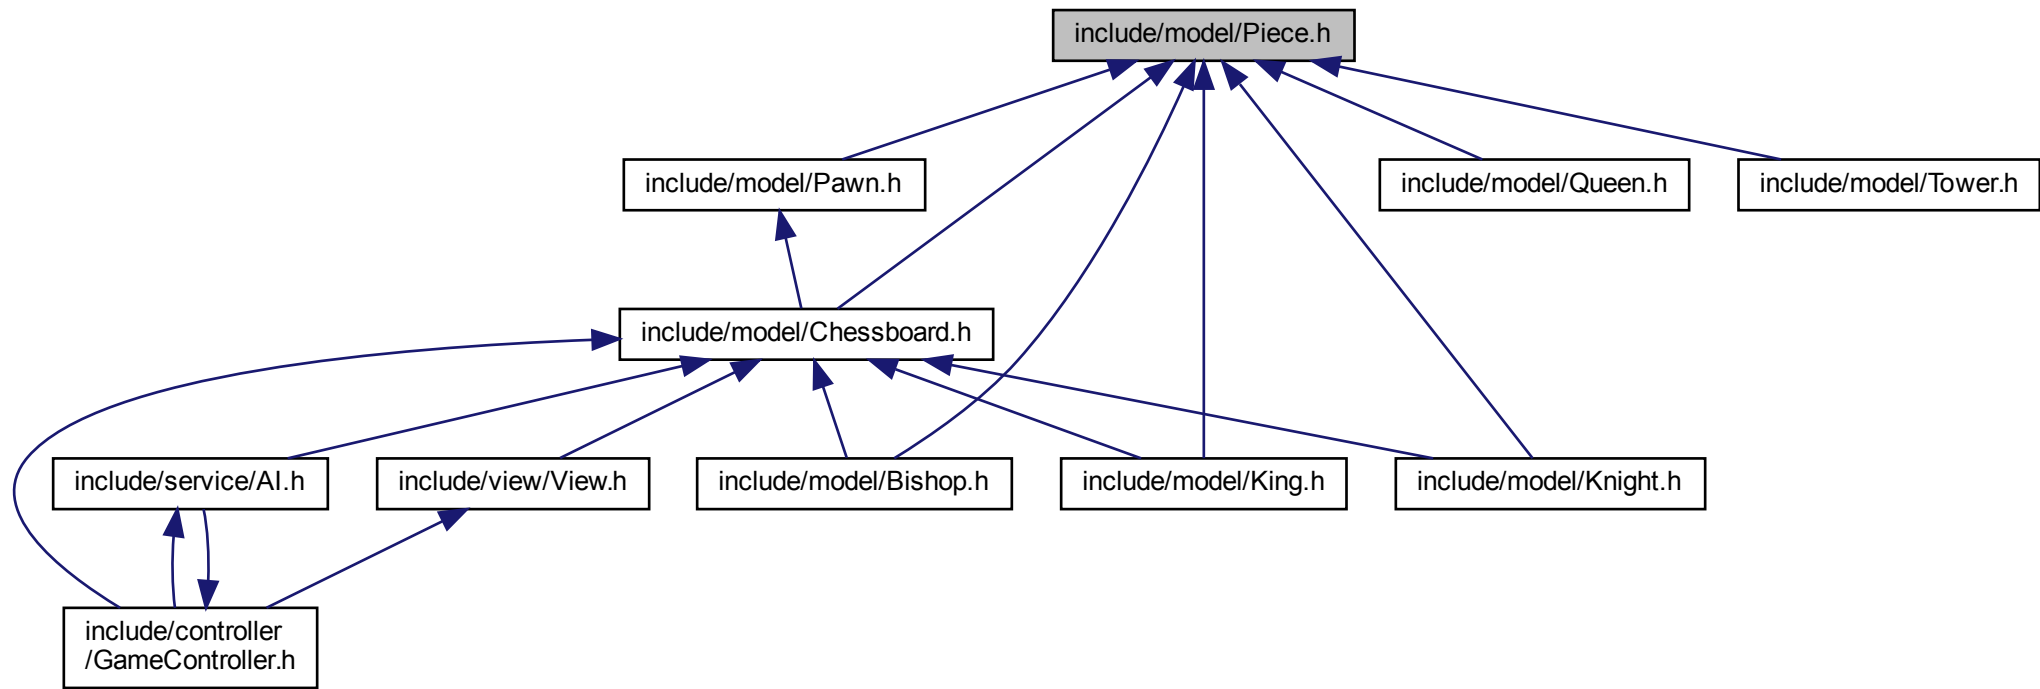 include/model/Piece.h
include/model/Pawn.h
include/model/Queen.h
include/model/Tower.h
include/model/Chessboard.h
include/service/AI.h
include/view/View.h
include/model/Bishop.h
include/model/King.h
include/model/Knight.h
include/controller
/GameController.h